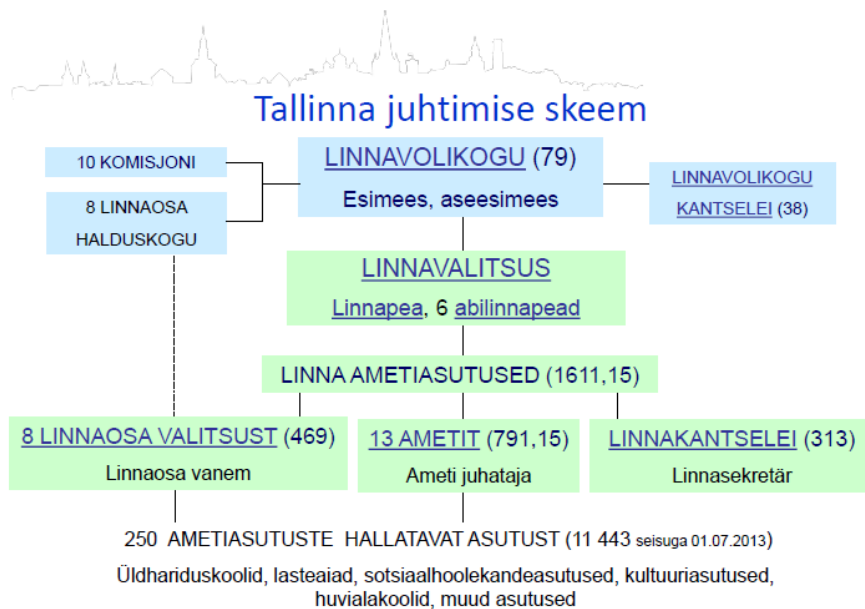 Tallinna juhtimise skeem
10 KOMISJONI
8 LINNAOSA
HALDUSKOGU
LINNAVOLIKOGU (79)
Esimees, aseesimees
LINNAVOLIKOGU
KANTSELEI (38)
LINNAVALITSUS
Linnapea, 6 abilinnapead
LINNA AMETIASUTUSED (1611,15)
8 LINNAOSA VALITSUST (469)
Linnaosa vanem
13 AMETIT (791,15)
Ameti juhataja
LINNAKANTSELEI (313)
Linnasekretär
250 AMETIASUTUSTE HALLATAVAT ASUTUST (11 443 seisuga 01.07.2013)
Üldhariduskoolid, lasteaiad, sotsiaalhoolekandeasutused, kultuuriasutused,
huvialakoolid, muud asutused